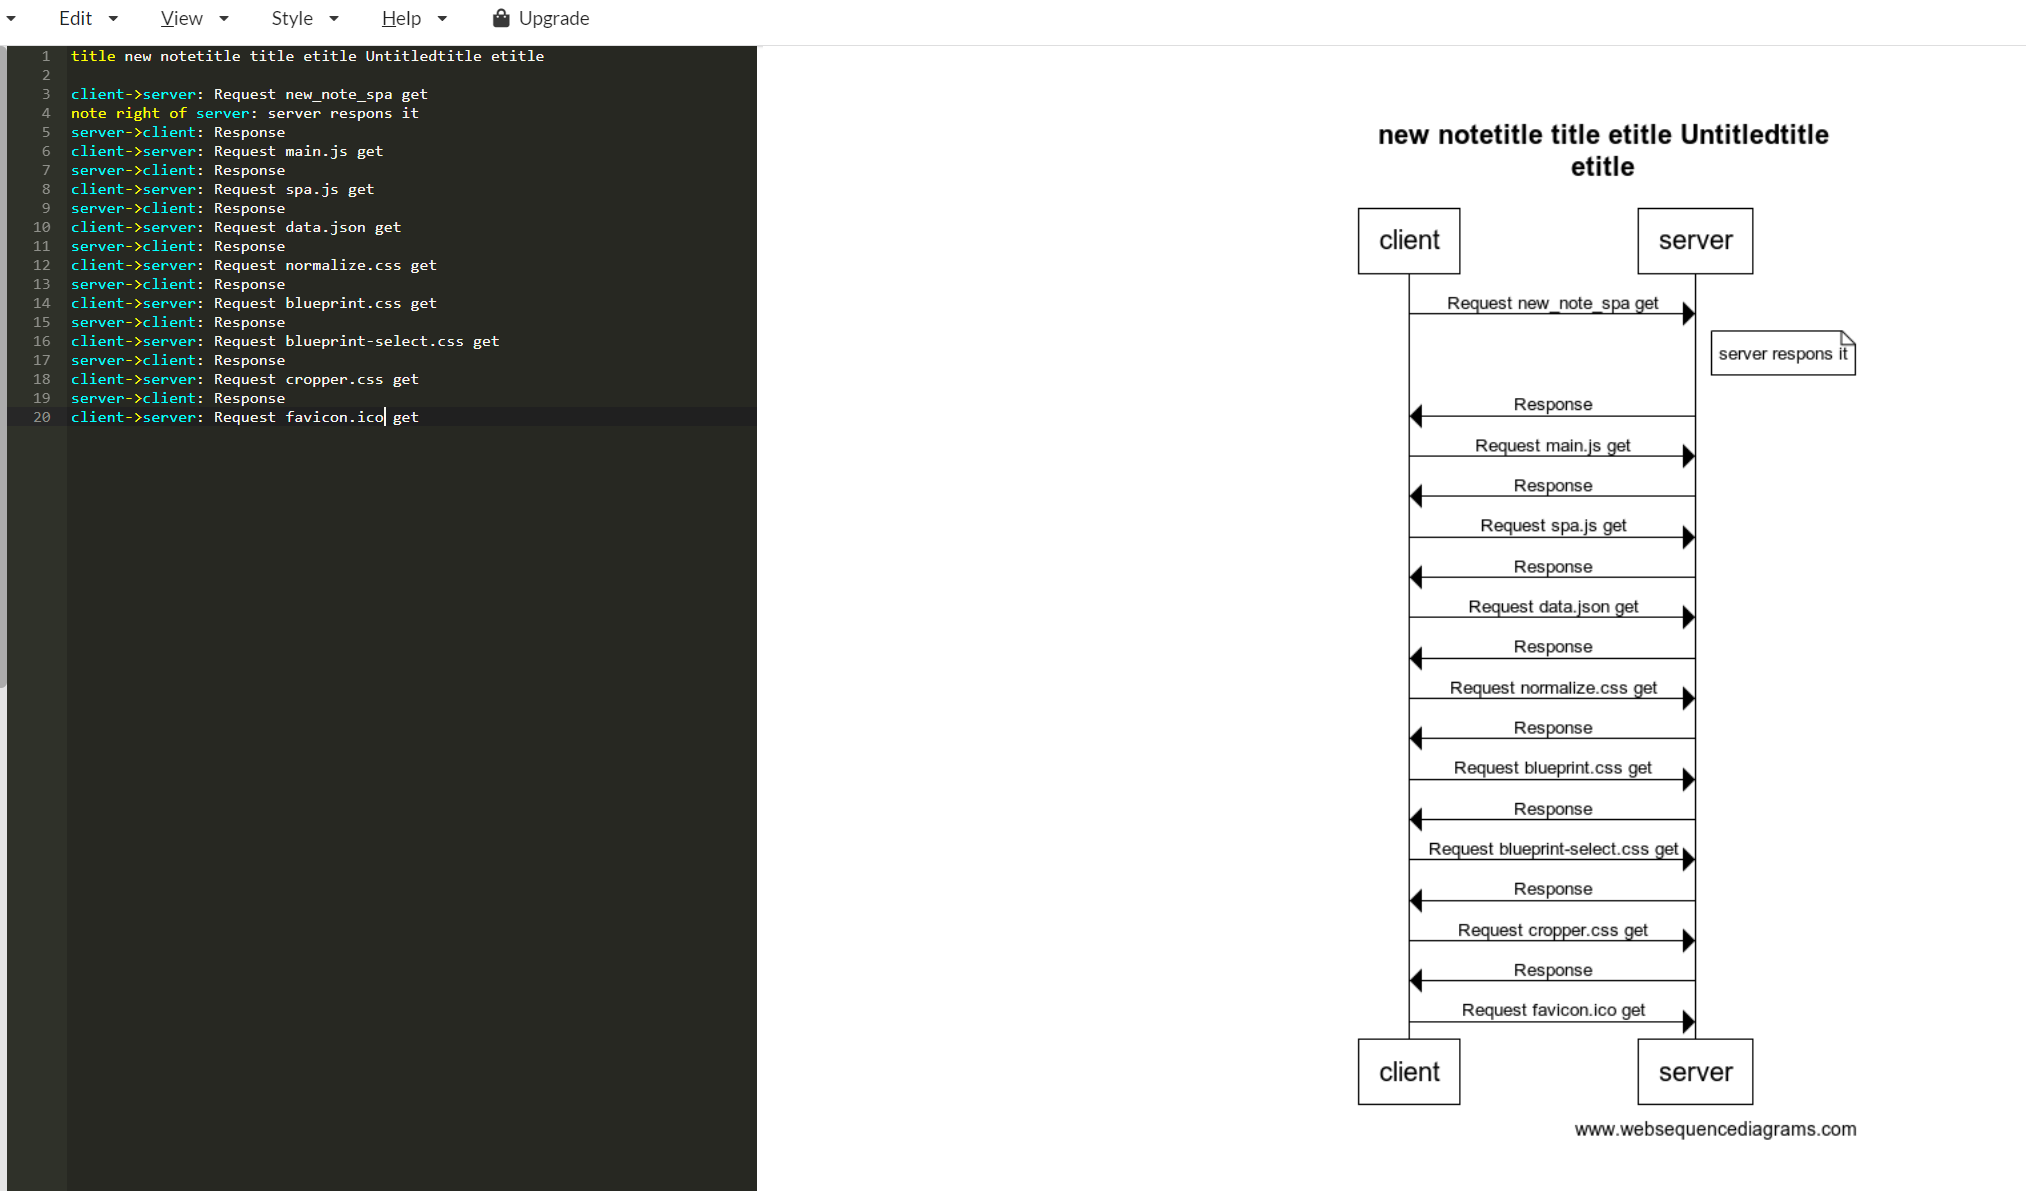 Edit View Style Help Upgrade
1 title new notetitle title etitle Untitledtitle etitle
2
3 client->server: Request new_note_spa get
4 note right of server: server respons it
5 server->client: Response
6 client->server: Request main.js get
7 server->client: Response
8 client->server: Request spa.js get
9 server->client: Response
10 client->server: Request data.json get
11 server->client: Response
12 client->server: Request normalize.css get
13 server->client: Response
14 client->server: Request blueprint.css get
15 server->client: Response
16 client->server: Request blueprint-select.css get
17 server->client: Response
18 client->server: Request cropper.css get
19 server->client: Response
20 client->server: Request favicon.ico get
new notetitle title etitle Untitledtitle
etitle
client server
Request new_note_spa get
server respons it
Response
Request main.js get
Response
Request spa.js get
Response
Request data.json get
Response
Request normalize.css get
Response
Request blueprint.css get
Response
Request blueprint-select.css get
Response
Request cropper.css get
Response
Request favicon.ico get
client server
www.websequencediagrams.com